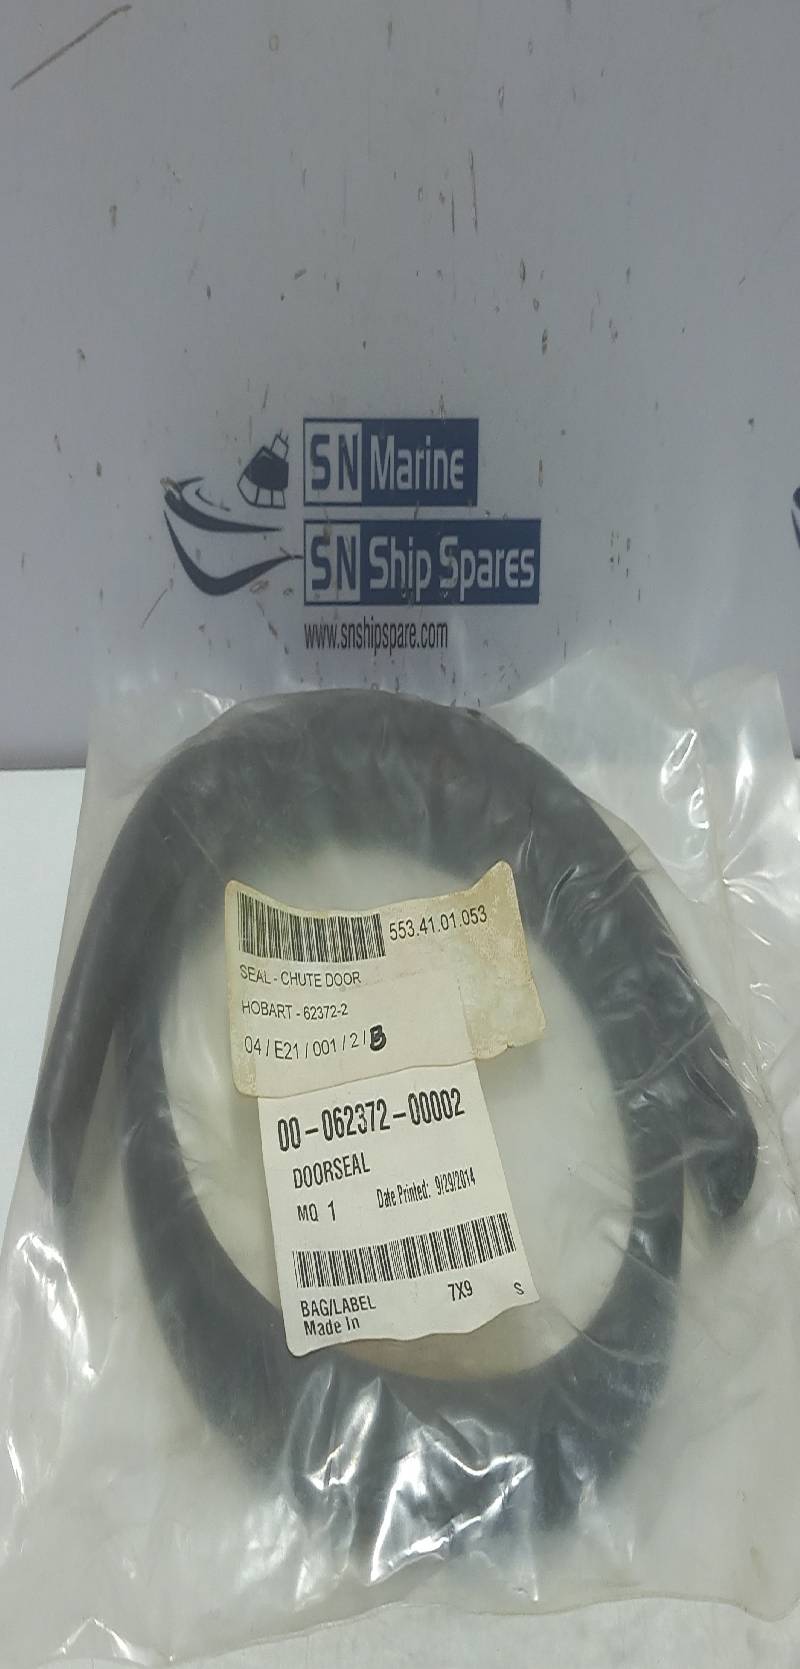 SN Marine
SN Ship Spares
www.snshipspare.com
553.41.01.053
SEAL - CHUTE DOOR
HOBART - 62372-2
04 / E21 / 001 / 2 / B
00-062372-00002
DOORSEAL
MQ 1 Date Printed: 9/29/2014
BAG/LABEL 7X9 S
Made In